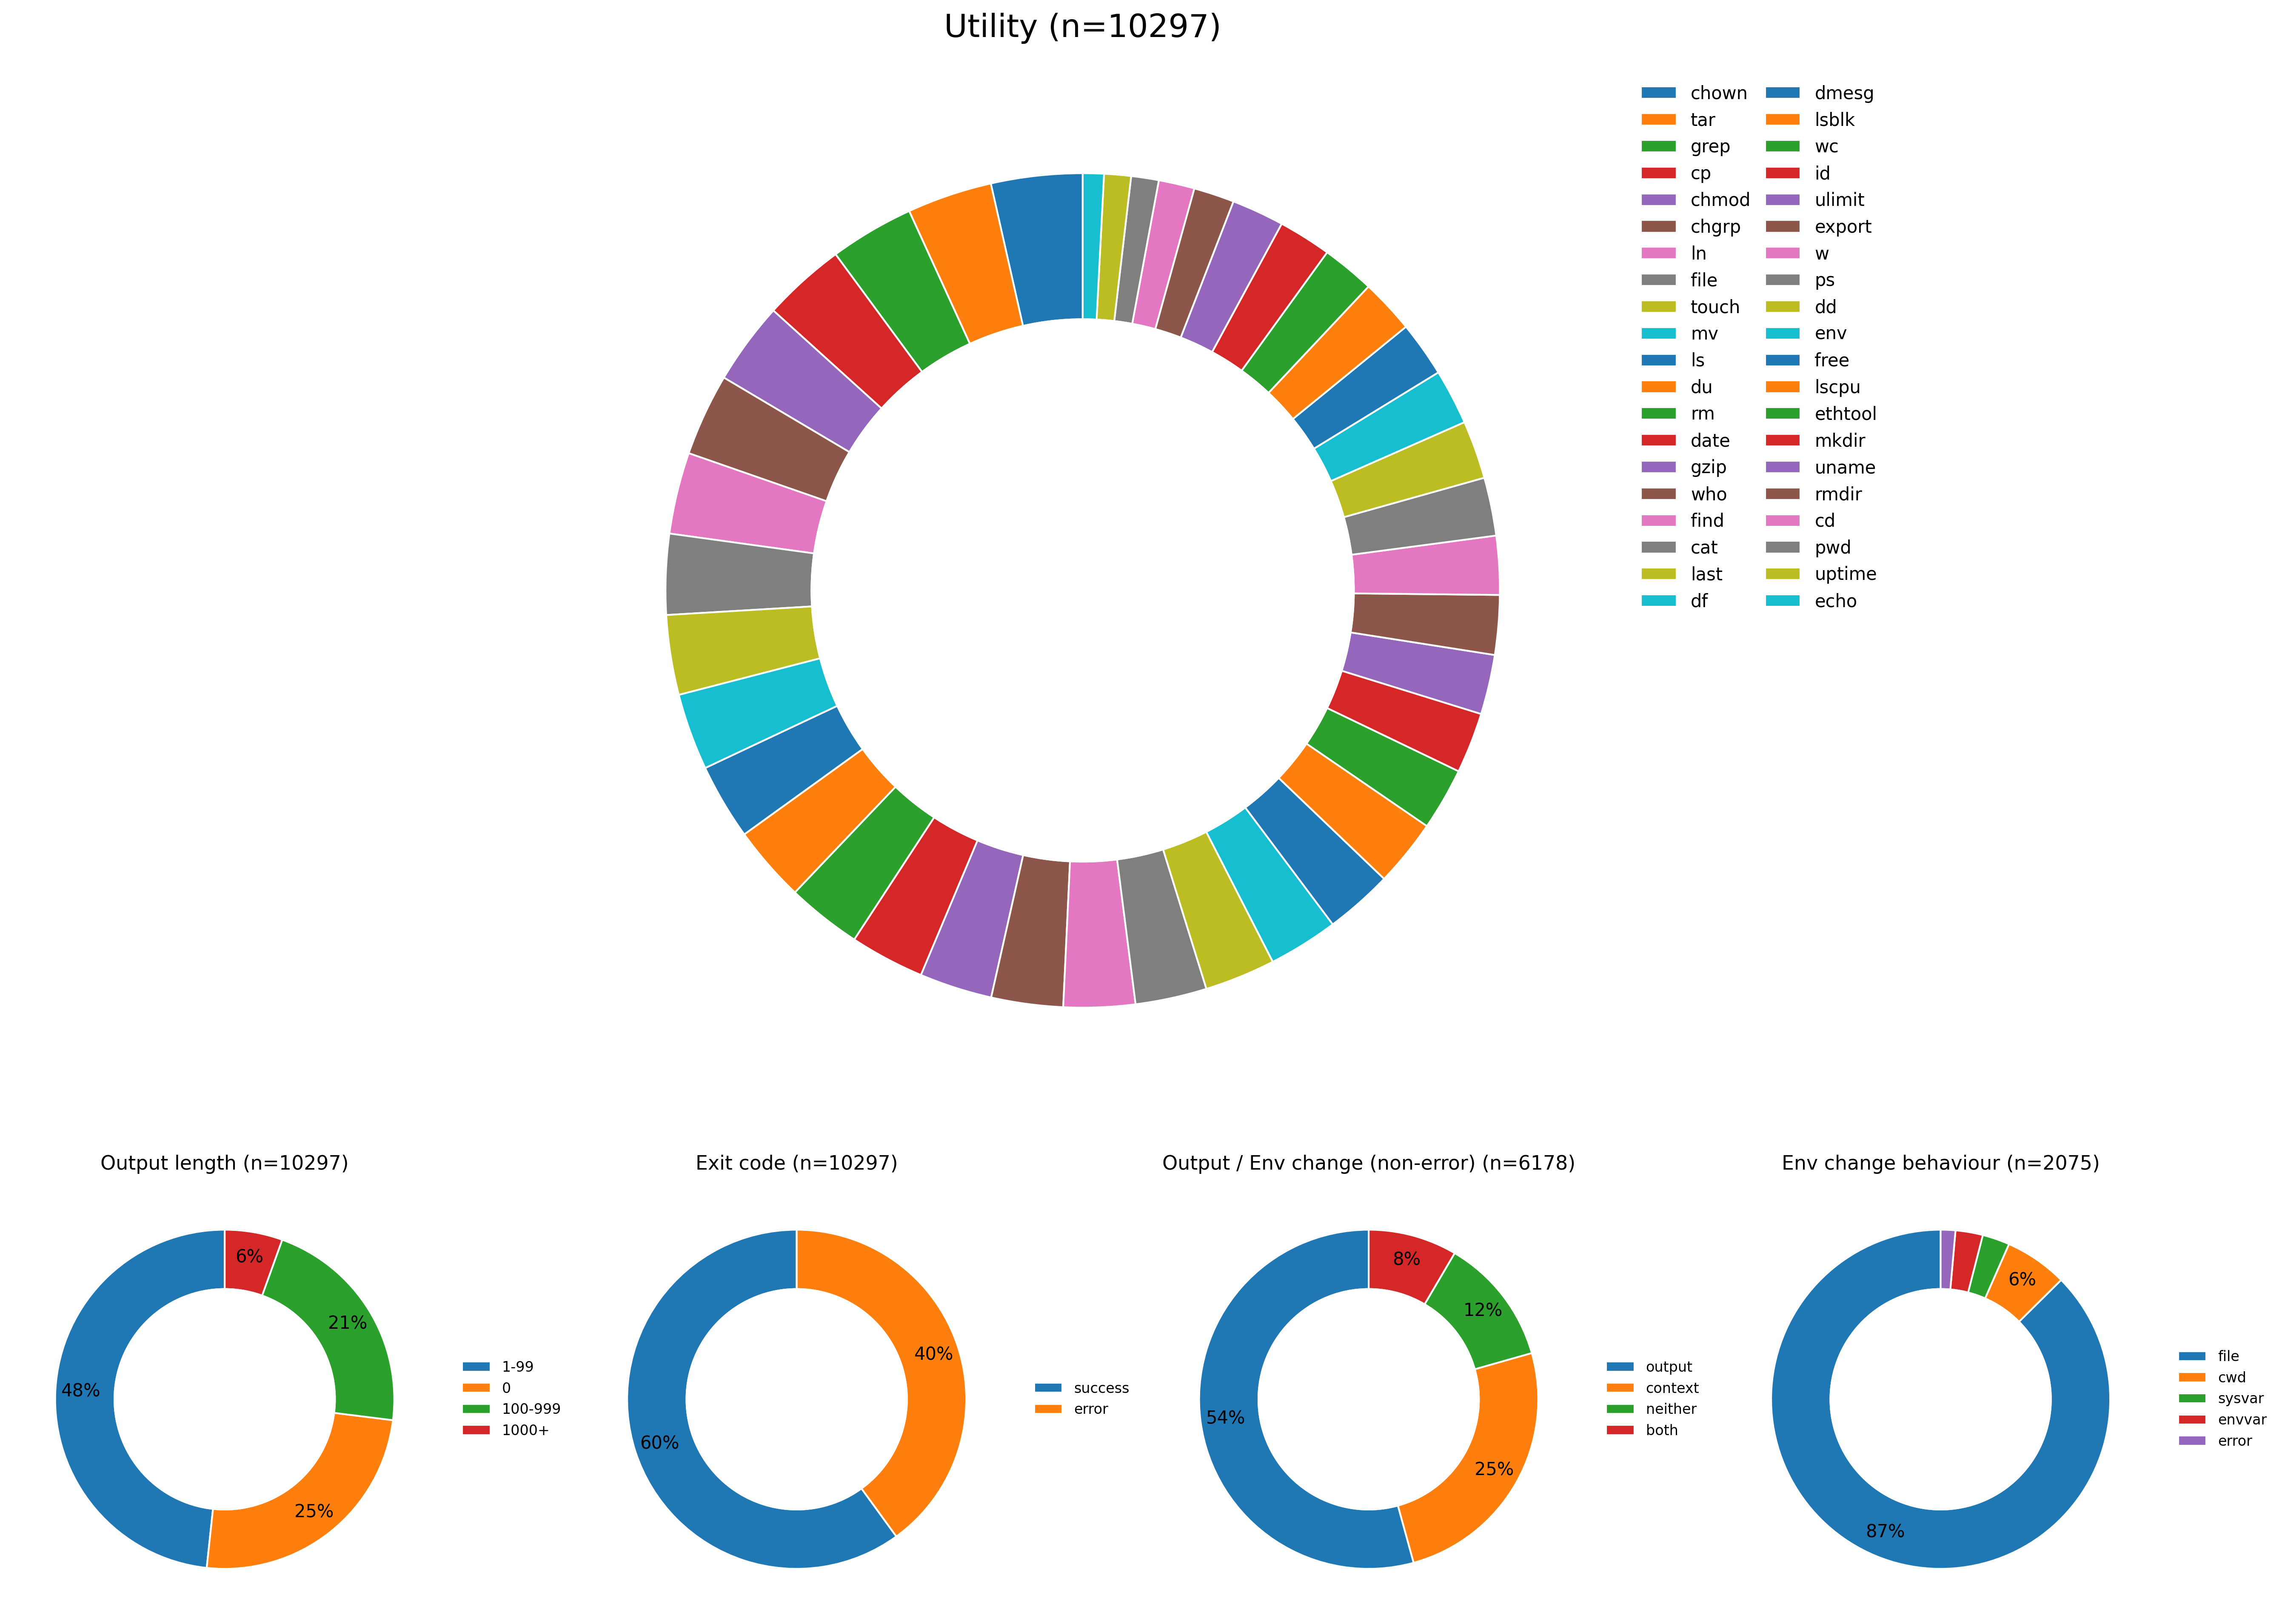 Utility (n=10297)
chown dmesg
tar lsblk
grep wc
cp id
chmod ulimit
chgrp export
ln w
file ps
touch dd
mv env
ls free
du lscpu
rm ethtool
date mkdir
gzip uname
who rmdir
find cd
cat pwd
last uptime
df echo
Output length (n=10297)
6%
21%
48%
25%
1-99
0
100-999
1000+
Exit code (n=10297)
40%
60%
success
error
Output / Env change (non-error) (n=6178)
8%
12%
54%
25%
output
context
neither
both
Env change behaviour (n=2075)
6%
87%
file
cwd
sysvar
envvar
error